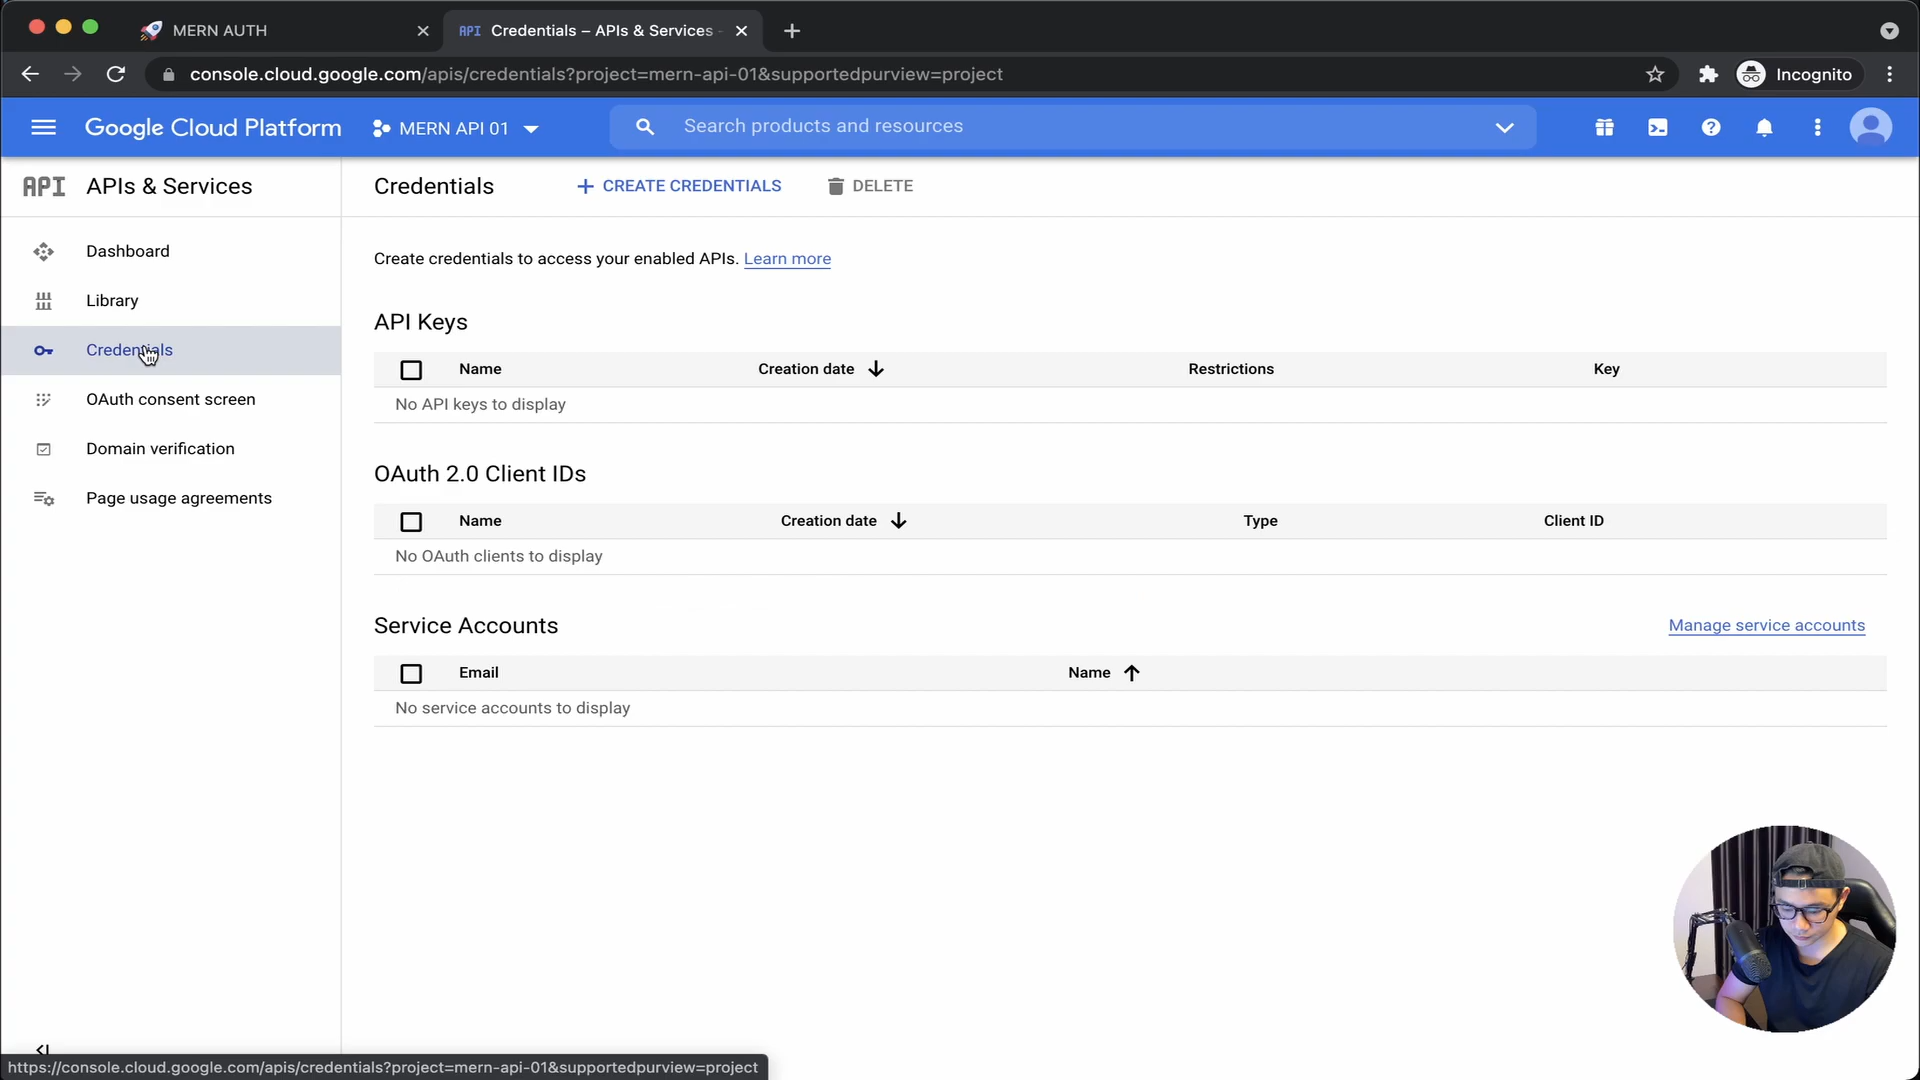 MERN AUTH
API Credentials – APIs & Services -
console.cloud.google.com/apis/credentials?project=mern-api-01&supportedpurview=project
Incognito
Google Cloud Platform
MERN API 01
Search products and resources
API APIs & Services
Credentials
CREATE CREDENTIALS
DELETE
Dashboard
Library
Credentials
OAuth consent screen
Domain verification
Page usage agreements
Create credentials to access your enabled APIs. Learn more
API Keys
Name Creation date Restrictions Key
No API keys to display
OAuth 2.0 Client IDs
Name Creation date Type Client ID
No OAuth clients to display
Service Accounts
Manage service accounts
Email Name
No service accounts to display
https://console.cloud.google.com/apis/credentials?project=mern-api-01&supportedpurview=project